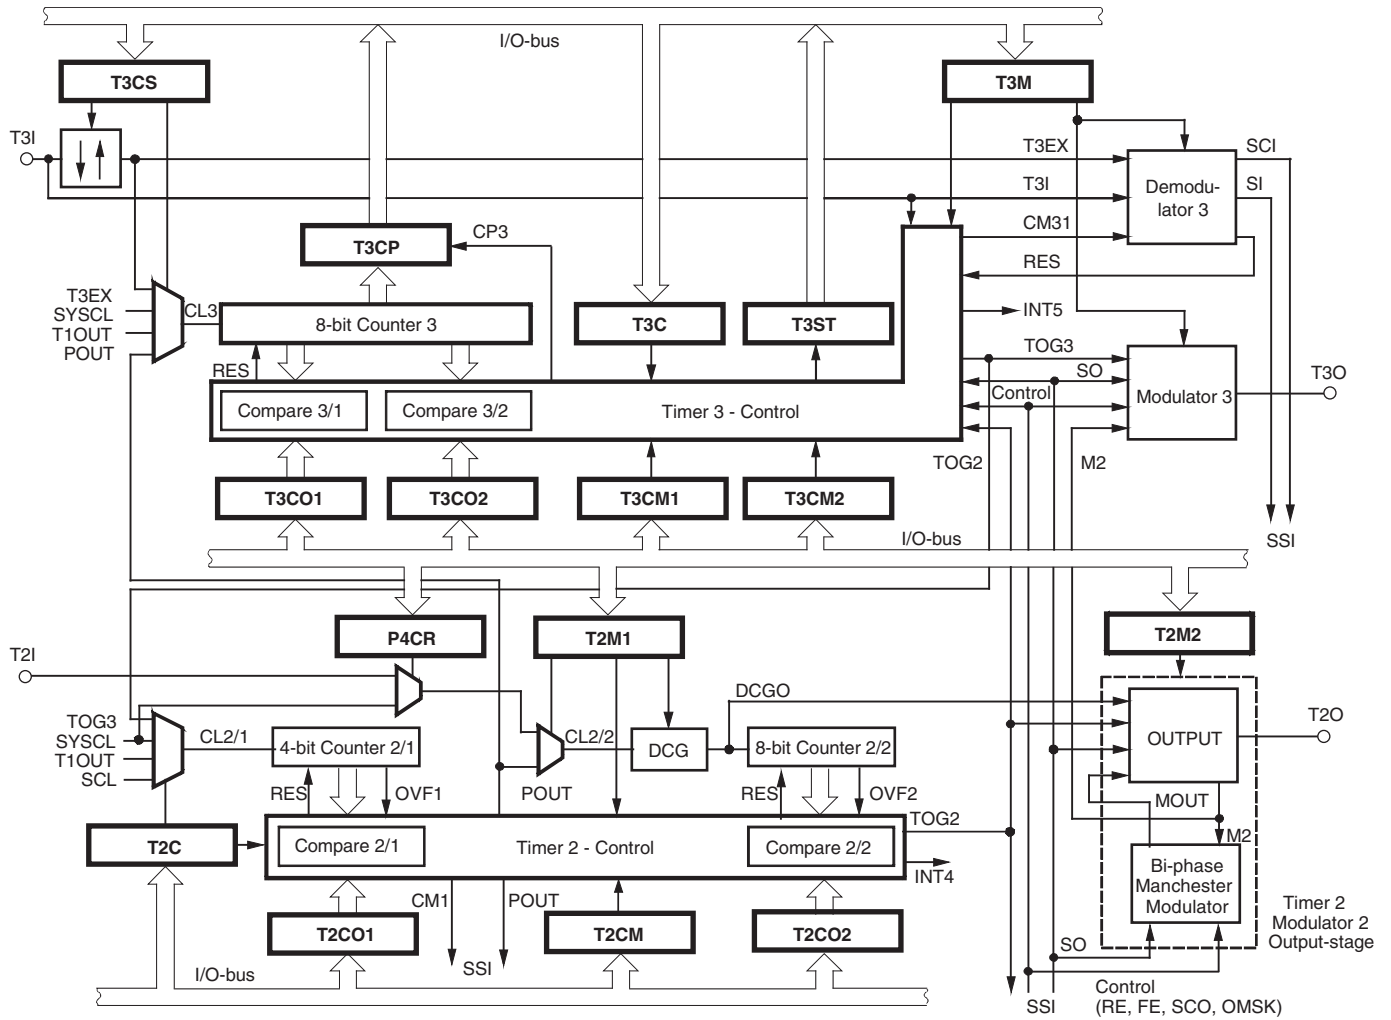 I/O-bus
T3CS
T3M
T3I
T3EX
SCI
T3I
SI
Demodu-
lator 3
CM31
RES
T3CP
CP3
T3EX
SYSCL
T1OUT
POUT
CL3
8-bit Counter 3
T3C
T3ST
INT5
RES
TOG3
SO
Control
Modulator 3
T3O
Compare 3/1
Compare 3/2
Timer 3 - Control
TOG2
M2
T3CO1
T3CO2
T3CM1
T3CM2
I/O-bus
SSI
P4CR
T2M1
T2M2
T2I
DCGO
TOG3
SYSCL
T1OUT
SCL
CL2/1
4-bit Counter 2/1
CL2/2
DCG
8-bit Counter 2/2
OUTPUT
T2O
RES
OVF1
POUT
RES
OVF2
MOUT
TOG2
M2
T2C
Compare 2/1
Timer 2 - Control
Compare 2/2
INT4
Bi-phase
Manchester
Modulator
CM1
POUT
T2CO1
T2CM
T2CO2
Timer 2
Modulator 2
Output-stage
SO
SSI
I/O-bus
SSI
Control
(RE, FE, SCO, OMSK)